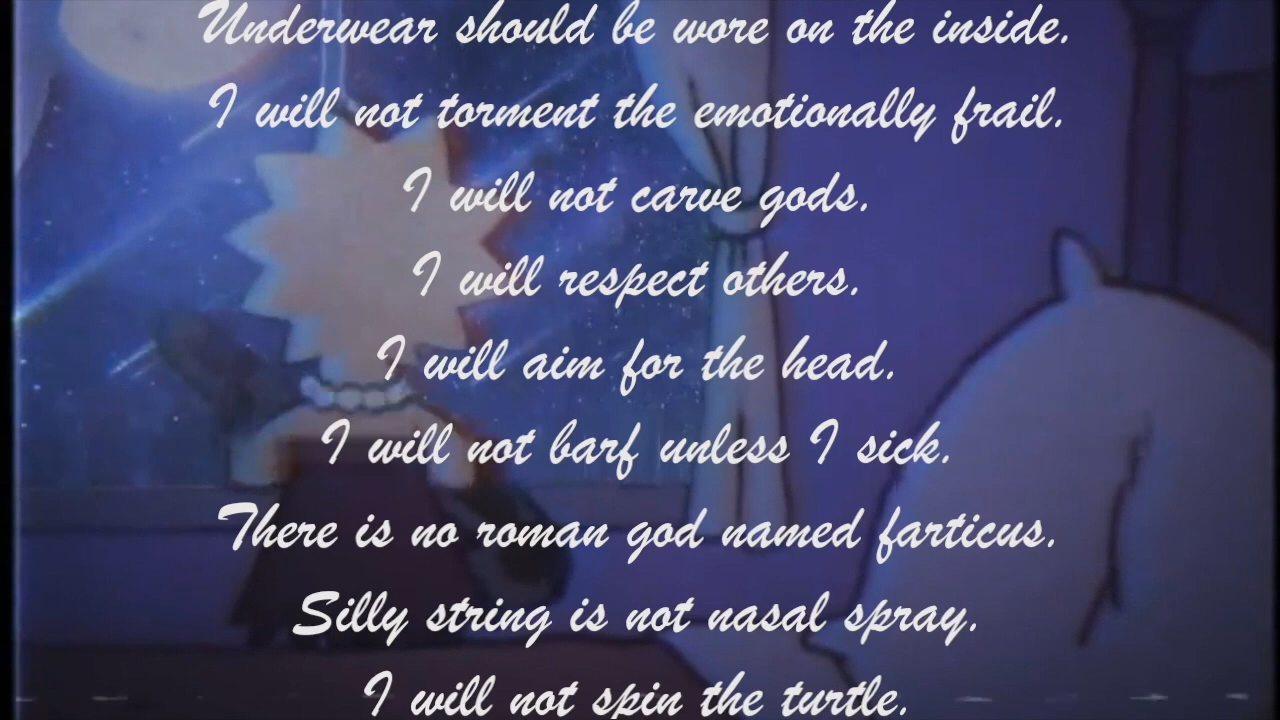 Underwear should be wore on the inside.
I will not torment the emotionally frail.
I will not carve gods.
I will respect others.
I will aim for the head.
I will not barf unless I sick.
There is no roman god named farticus.
Silly string is not nasal spray.
I will not spin the turtle.